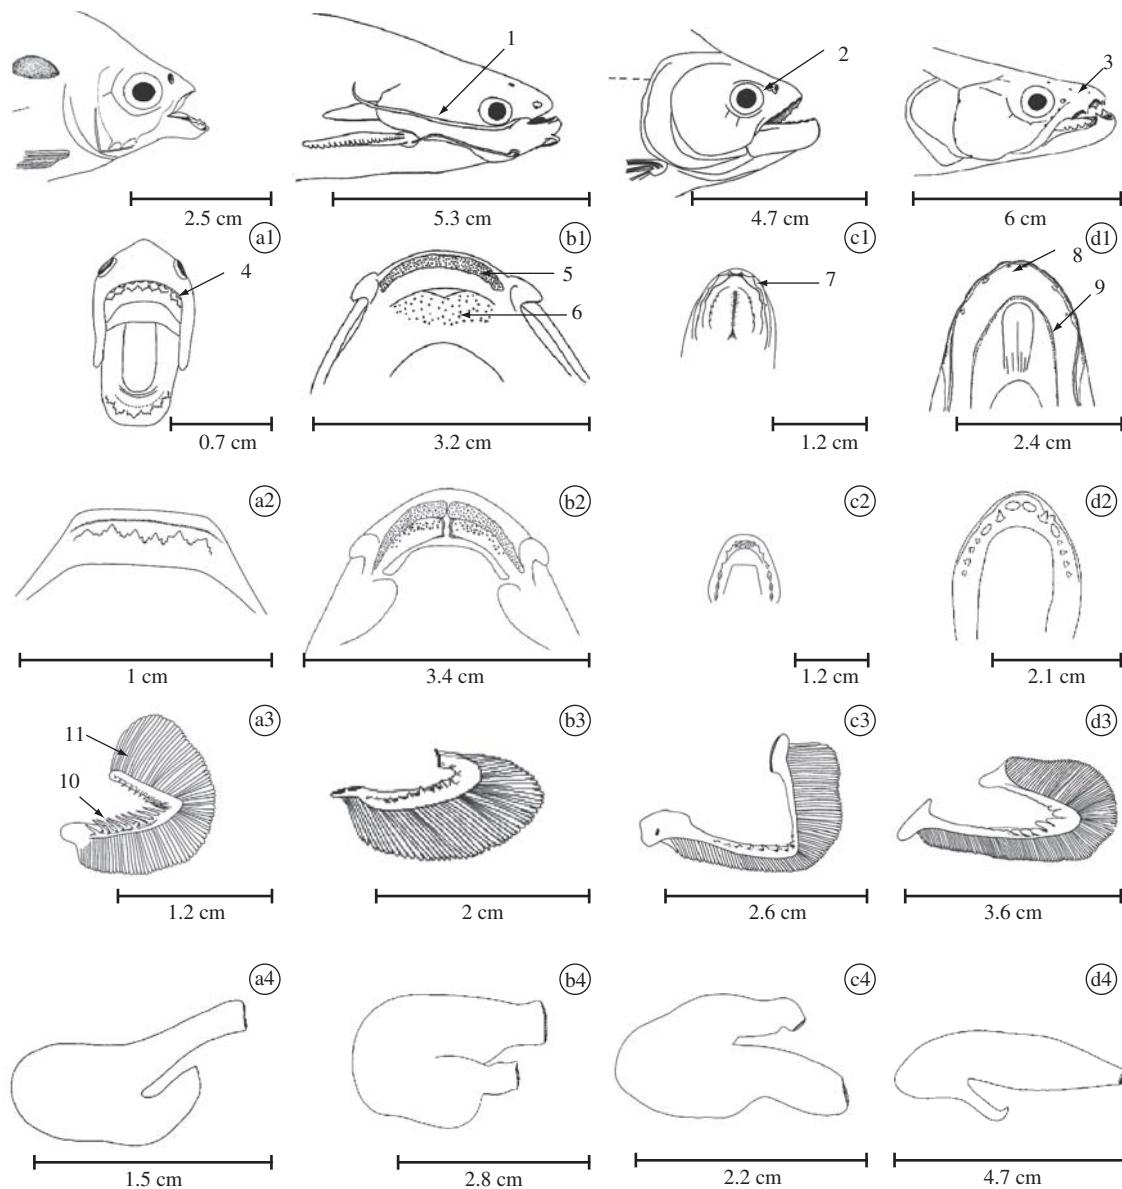 1
2
3
2.5 cm
5.3 cm
4.7 cm
6 cm
a1
b1
c1
d1
4
5
6
7
8
9
0.7 cm
3.2 cm
1.2 cm
2.4 cm
a2
b2
c2
d2
1 cm
3.4 cm
1.2 cm
2.1 cm
a3
b3
c3
d3
11
10
1.2 cm
2 cm
2.6 cm
3.6 cm
a4
b4
c4
d4
1.5 cm
2.8 cm
2.2 cm
4.7 cm